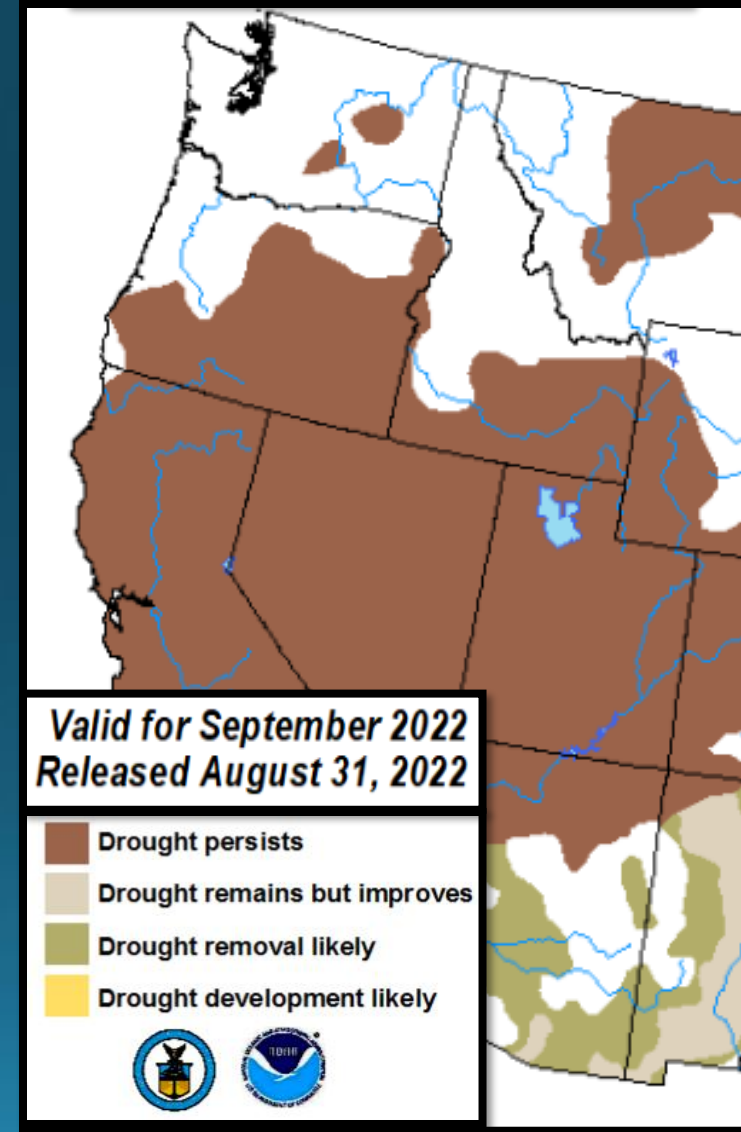 Valid for September 2022
Released August 31, 2022
Drought persists
Drought remains but improves
Drought removal likely
Drought development likely